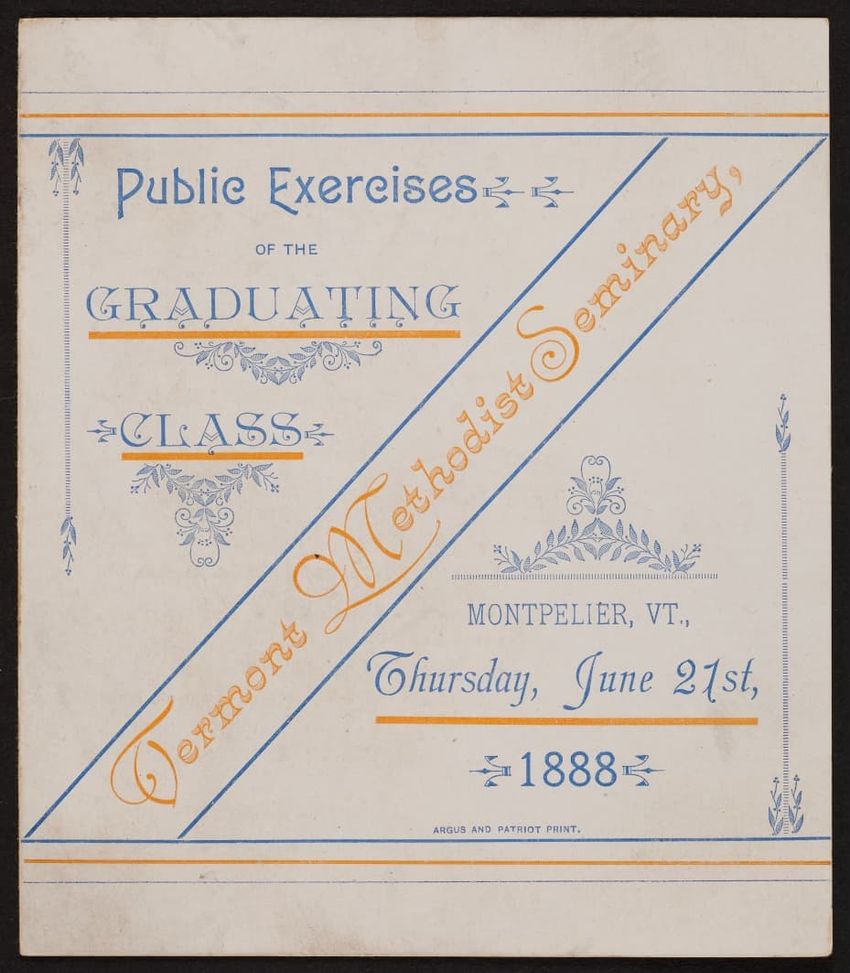 Public Exercises
OF THE
GRADUATING
CLASS
Vermont Methodist Seminary,
MONTPELIER, VT.,
Thursday, June 21st,
1888
ARGUS AND PATRIOT PRINT.